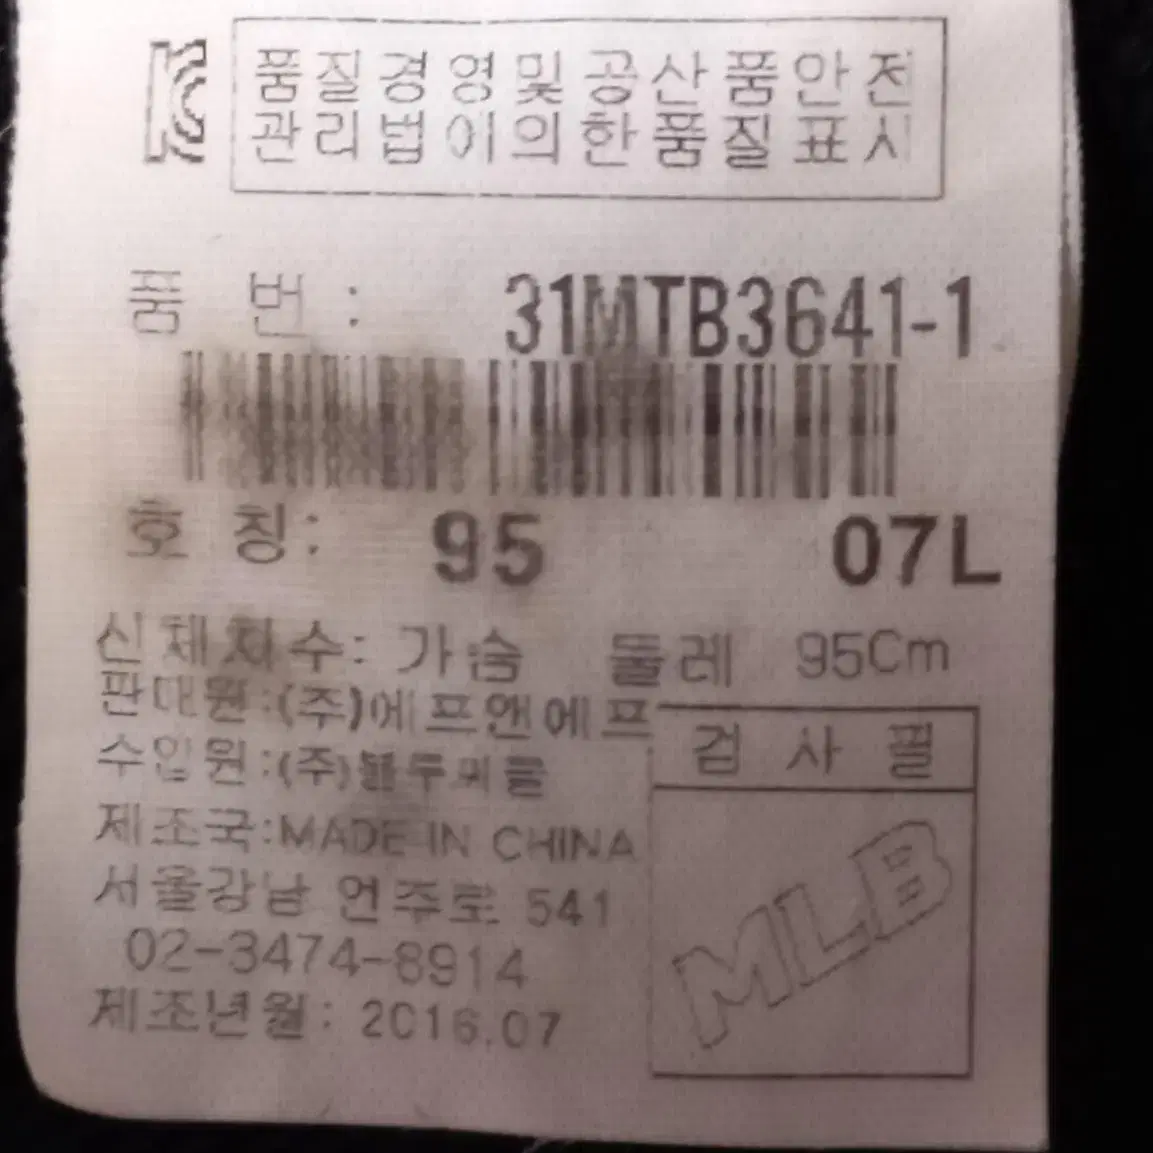 품질경영및공산품안전
관리법이의한품질표시
품 번 : 31MTB3641-1
호 칭: 95 07L
신체치수: 가슴 둘레 95Cm
판매원:(주)에프앤에프
수입원:(주)
제조국:MADE IN CHINA
서울강남 언주로 541
02-3474-8914
제조년월: 2016.07
검 사 필
MLB